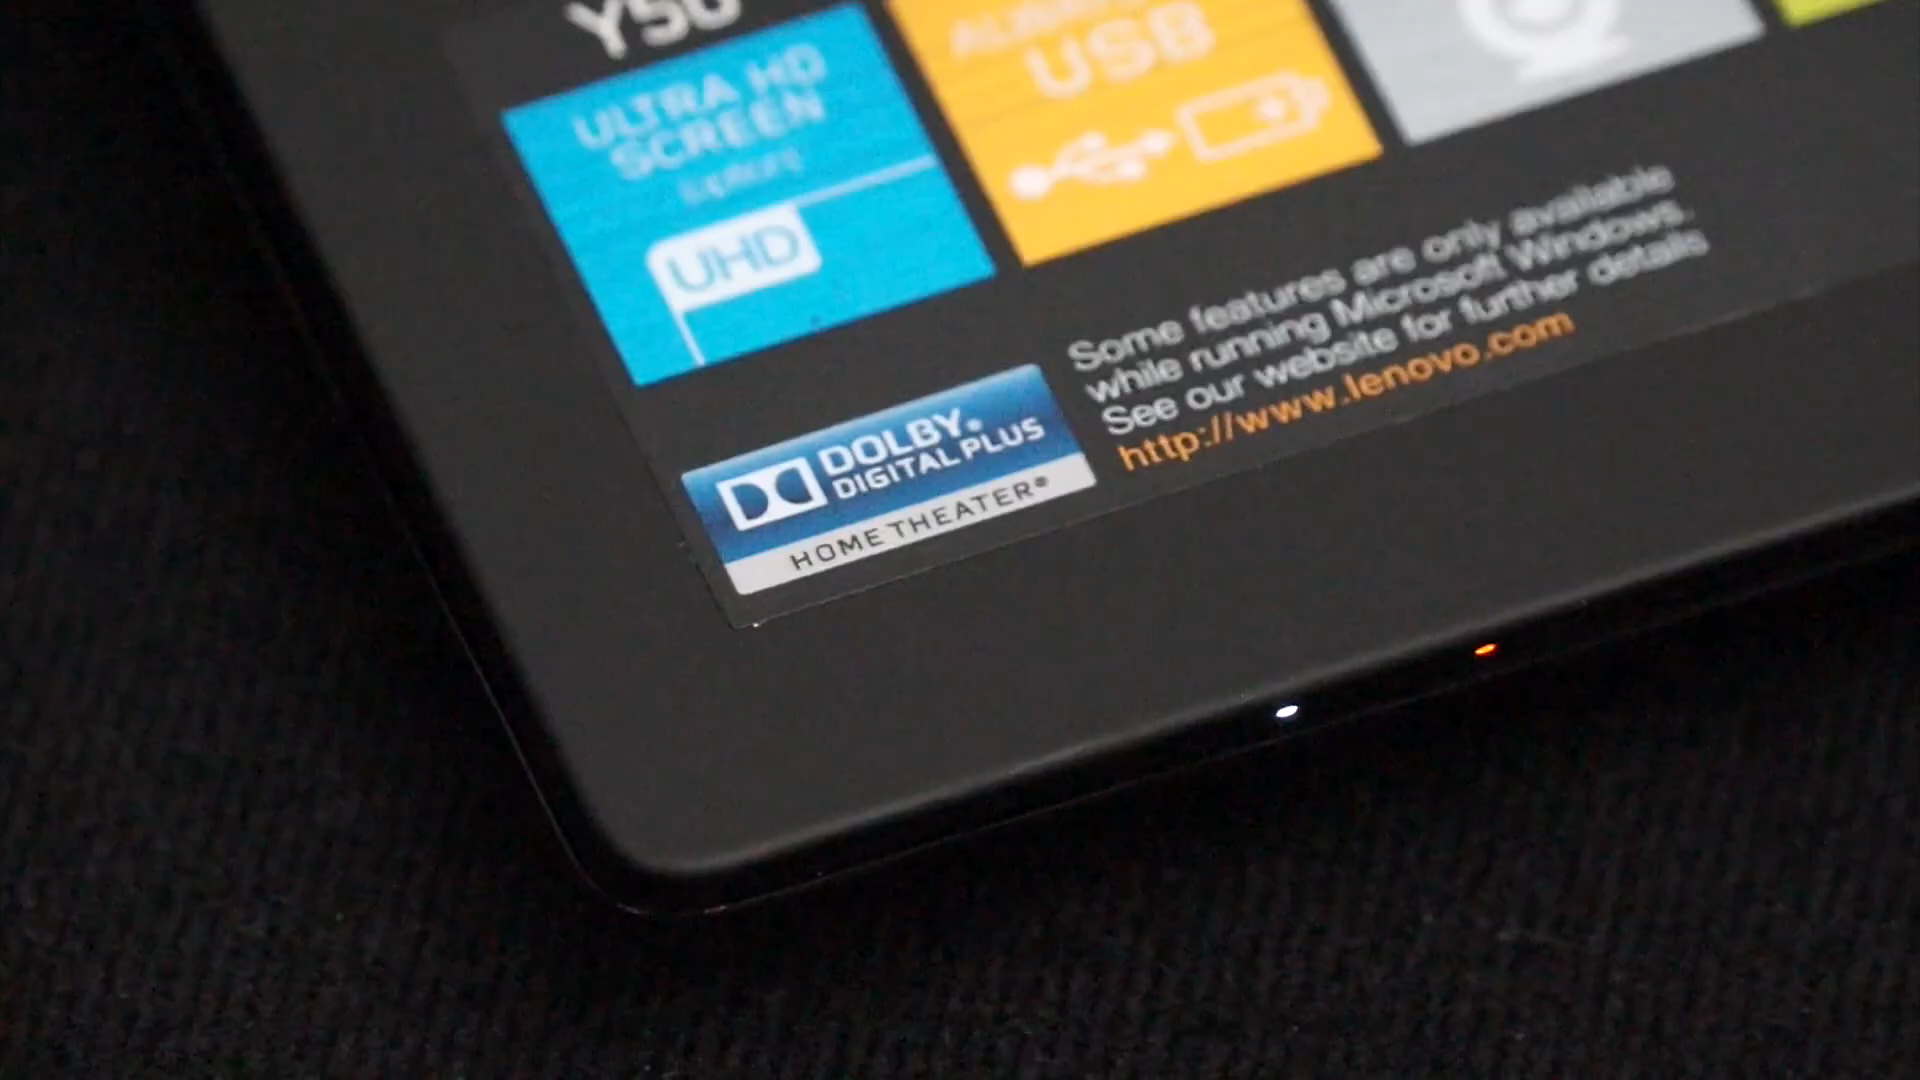 Y50
ULTRA HD
SCREEN
(option)
UHD
USB
DOLBY®
DIGITAL PLUS
HOME THEATER®
Some features are only available
while running Microsoft Windows.
See our website for further details
http://www.lenovo.com